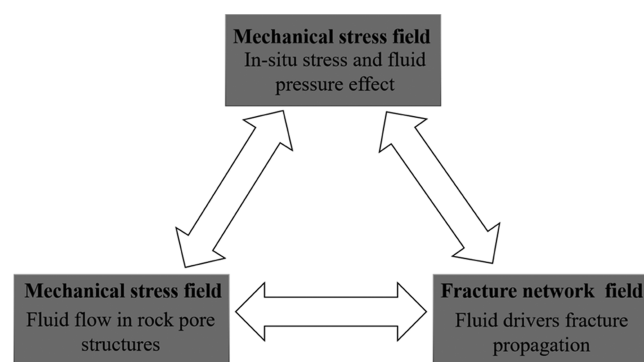 Mechanical stress field
In-situ stress and fluid
pressure effect
Mechanical stress field
Fluid flow in rock pore
structures
Fracture network field
Fluid drivers fracture
propagation